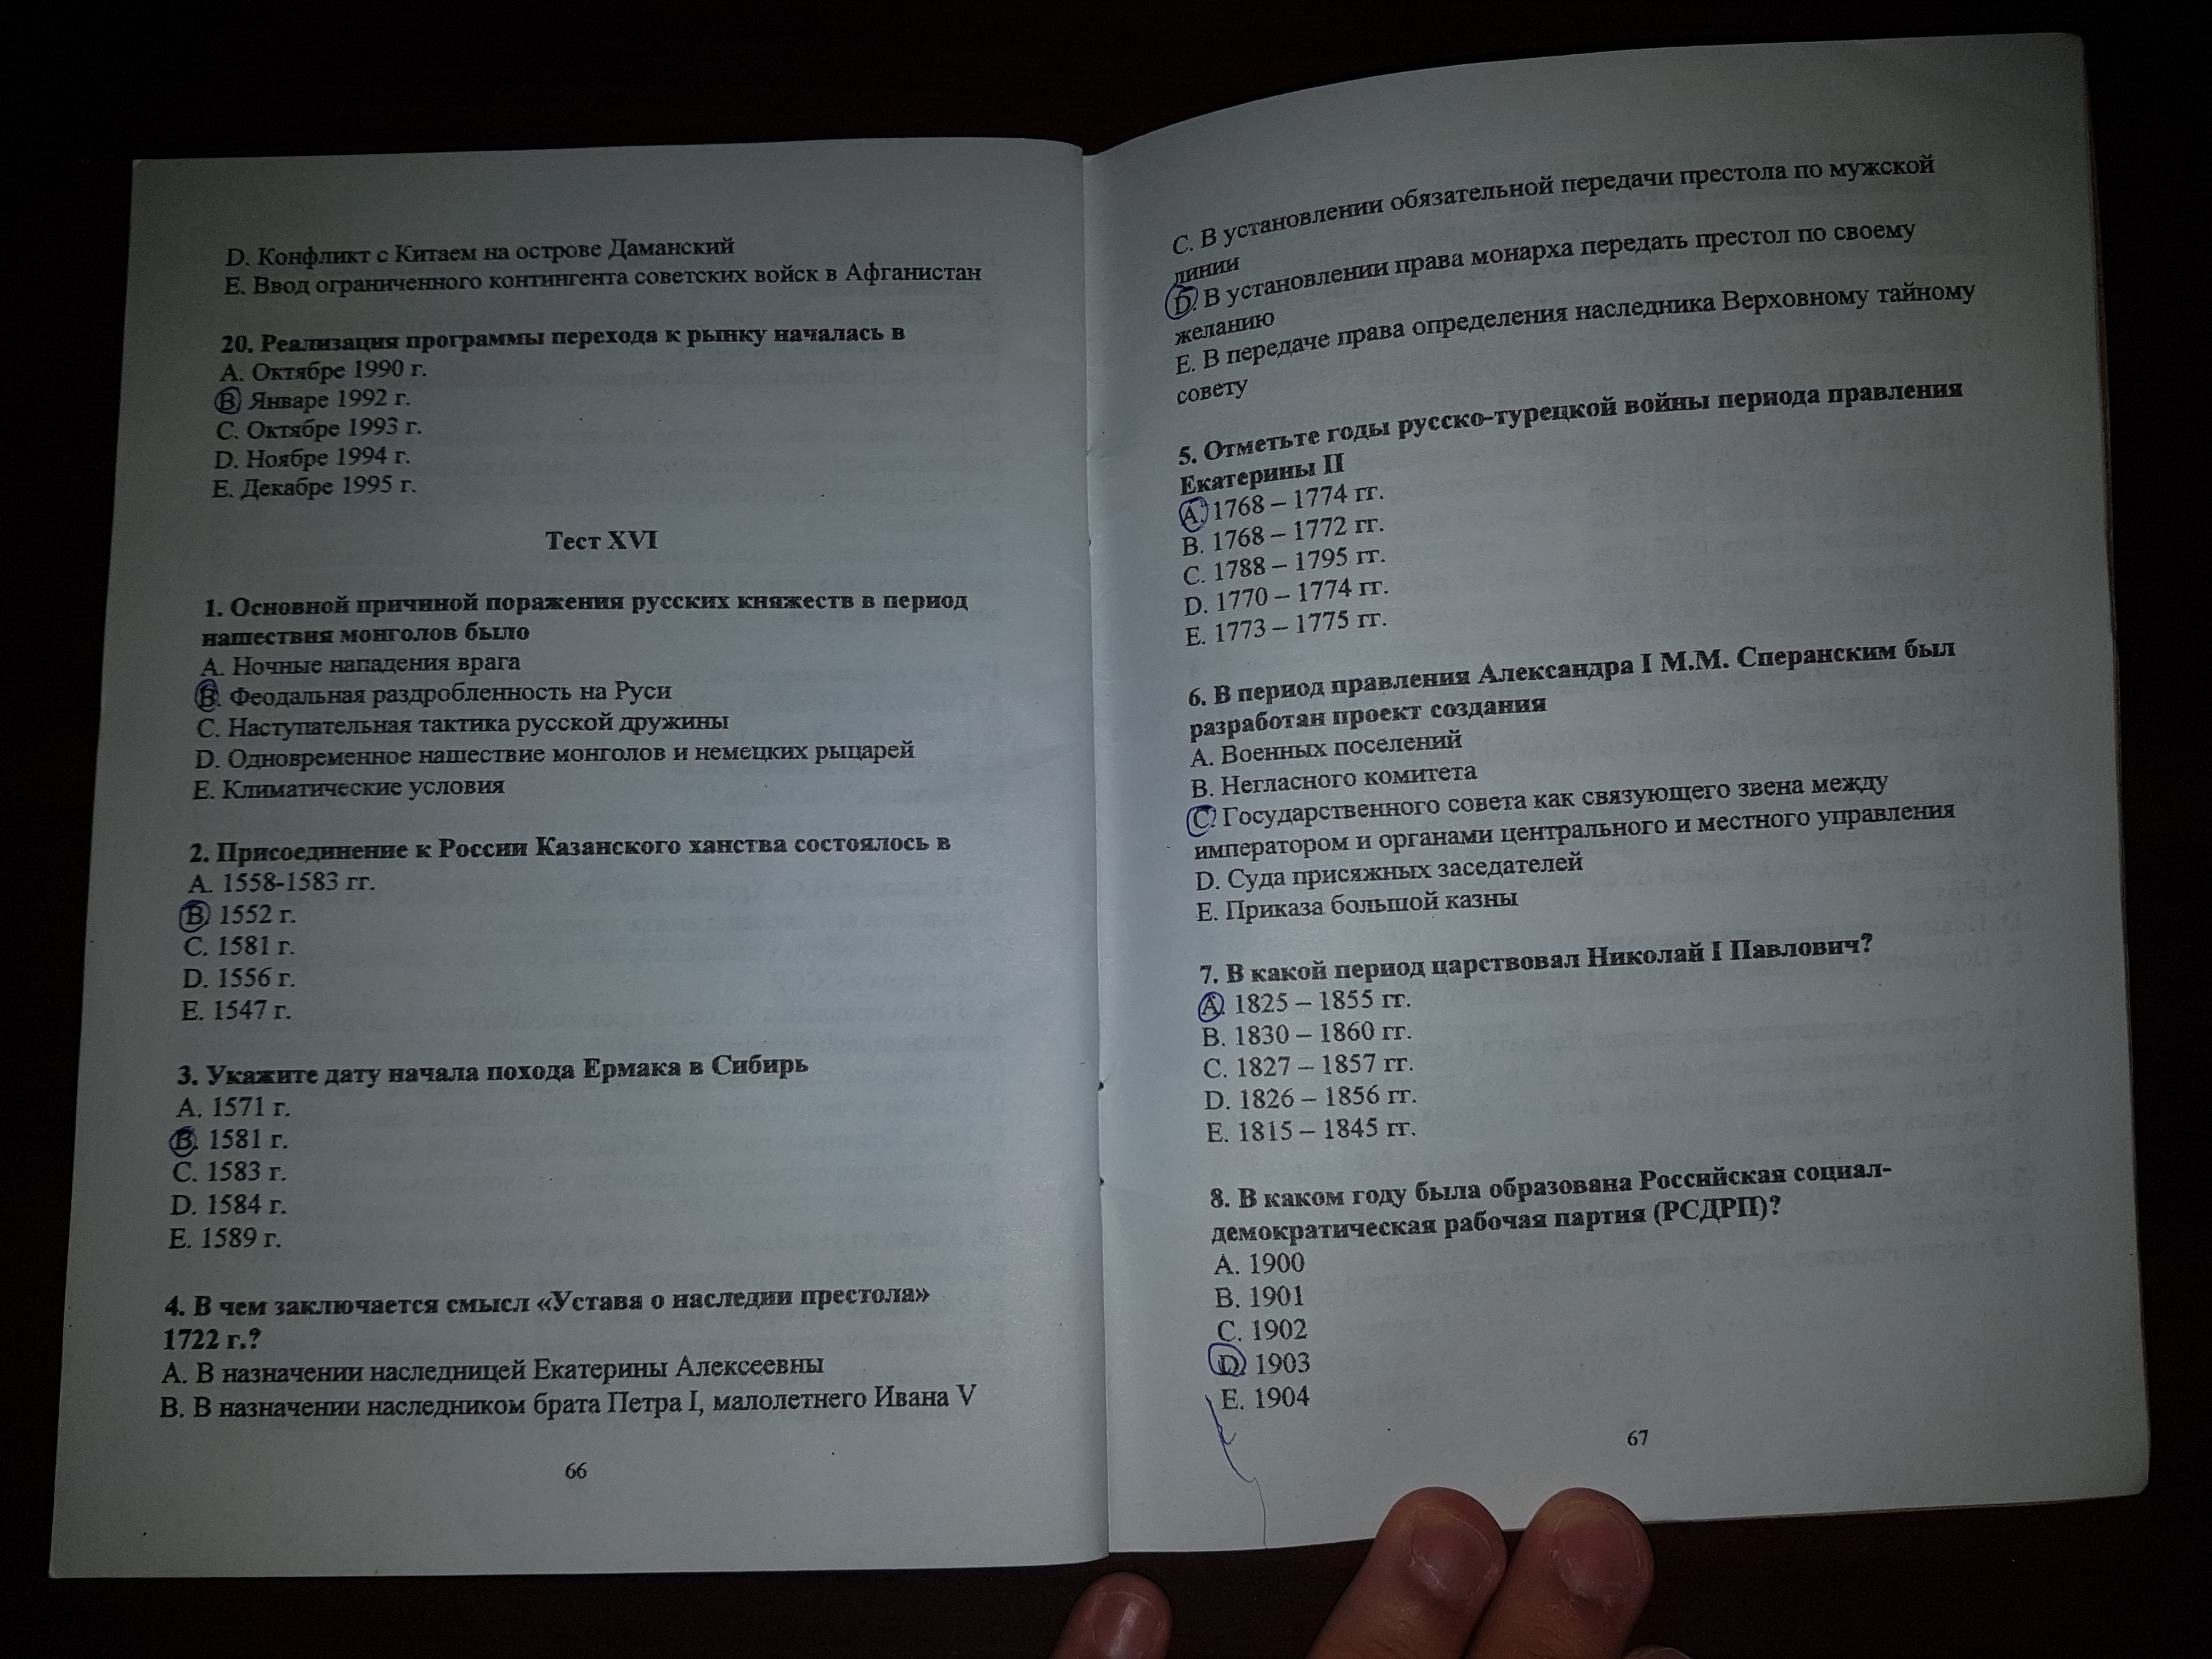 D. Конфликт с Китаем на острове Даманский
E. Ввод ограниченного контингента советских войск в Афганистан
20. Реализация программы перехода к рынку началась в
A. Октябре 1990 г.
B. Январе 1992 г.
C. Октябре 1993 г.
D. Ноябре 1994 г.
E. Декабре 1995 г.
Тест XVI
1. Основной причиной поражения русских княжеств в период
нашествия монголов было
A. Ночные нападения врага
B. Феодальная раздробленность на Руси
C. Наступательная тактика русской дружины
D. Одновременное нашествие монголов и немецких рыцарей
E. Климатические условия
2. Присоединение к России Казанского ханства состоялось в
A. 1558-1583 гг.
B. 1552 г.
C. 1581 г.
D. 1556 г.
E. 1547 г.
3. Укажите дату начала похода Ермака в Сибирь
A. 1571 г.
B. 1581 г.
C. 1583 г.
D. 1584 г.
E. 1589 г.
4. В чем заключается смысл «Устава о наследии престола»
1722 г.?
A. В назначении наследницей Екатерины Алексеевны
B. В назначении наследником брата Петра I, малолетнего Ивана V
66
C. В установлении обязательной передачи престола по мужской
линии
D. В установлении права монарха передать престол по своему
желанию
E. В передаче права определения наследника Верховному тайному
совету
5. Отметьте годы русско-турецкой войны периода правления
Екатерины II
A. 1768 – 1774 гг.
B. 1768 – 1772 гг.
C. 1788 – 1795 гг.
D. 1770 – 1774 гг.
E. 1773 – 1775 гг.
6. В период правления Александра I М.М. Сперанским был
разработан проект создания
A. Военных поселений
B. Негласного комитета
C. Государственного совета как связующего звена между
императором и органами центрального и местного управления
D. Суда присяжных заседателей
E. Приказа большой казны
7. В какой период царствовал Николай I Павлович?
A. 1825 – 1855 гг.
B. 1830 – 1860 гг.
C. 1827 – 1857 гг.
D. 1826 – 1856 гг.
E. 1815 – 1845 гг.
8. В каком году была образована Российская социал-
демократическая рабочая партия (РСДРП)?
A. 1900
B. 1901
C. 1902
D. 1903
E. 1904
67